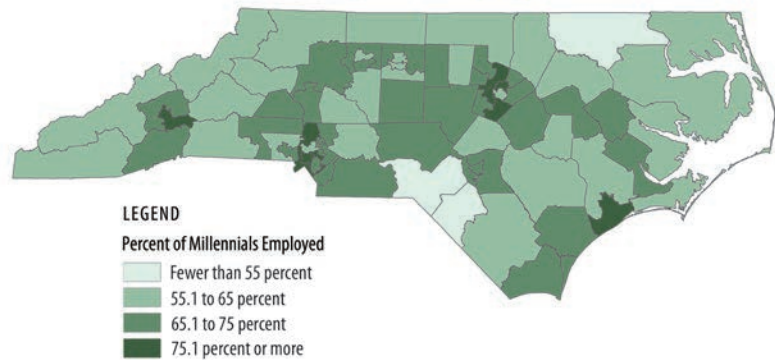 LEGEND
Percent of Millennials Employed
Fewer than 55 percent
55.1 to 65 percent
65.1 to 75 percent
75.1 percent or more